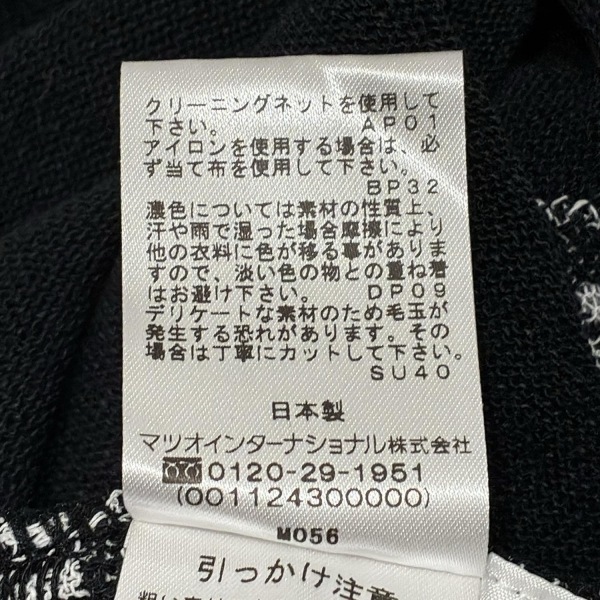 クリーニングネットを使用して
下さい。 AP01
アイロンを使用する場合は、必
ず当て布を使用して下さい。
BP32
濃色については素材の性質上、
汗や雨で湿った場合摩擦により
他の衣料に色が移る事がありま
すので、淡い色の物との重ね着
はお避け下さい。 DP09
デリケートな素材のため毛玉が
発生する恐れがあります。その
場合は丁寧にカットして下さい。
SU40
日本製
マツオインターナショナル株式会社
0120-29-1951
(001124300000)
M056
引っかけ注意